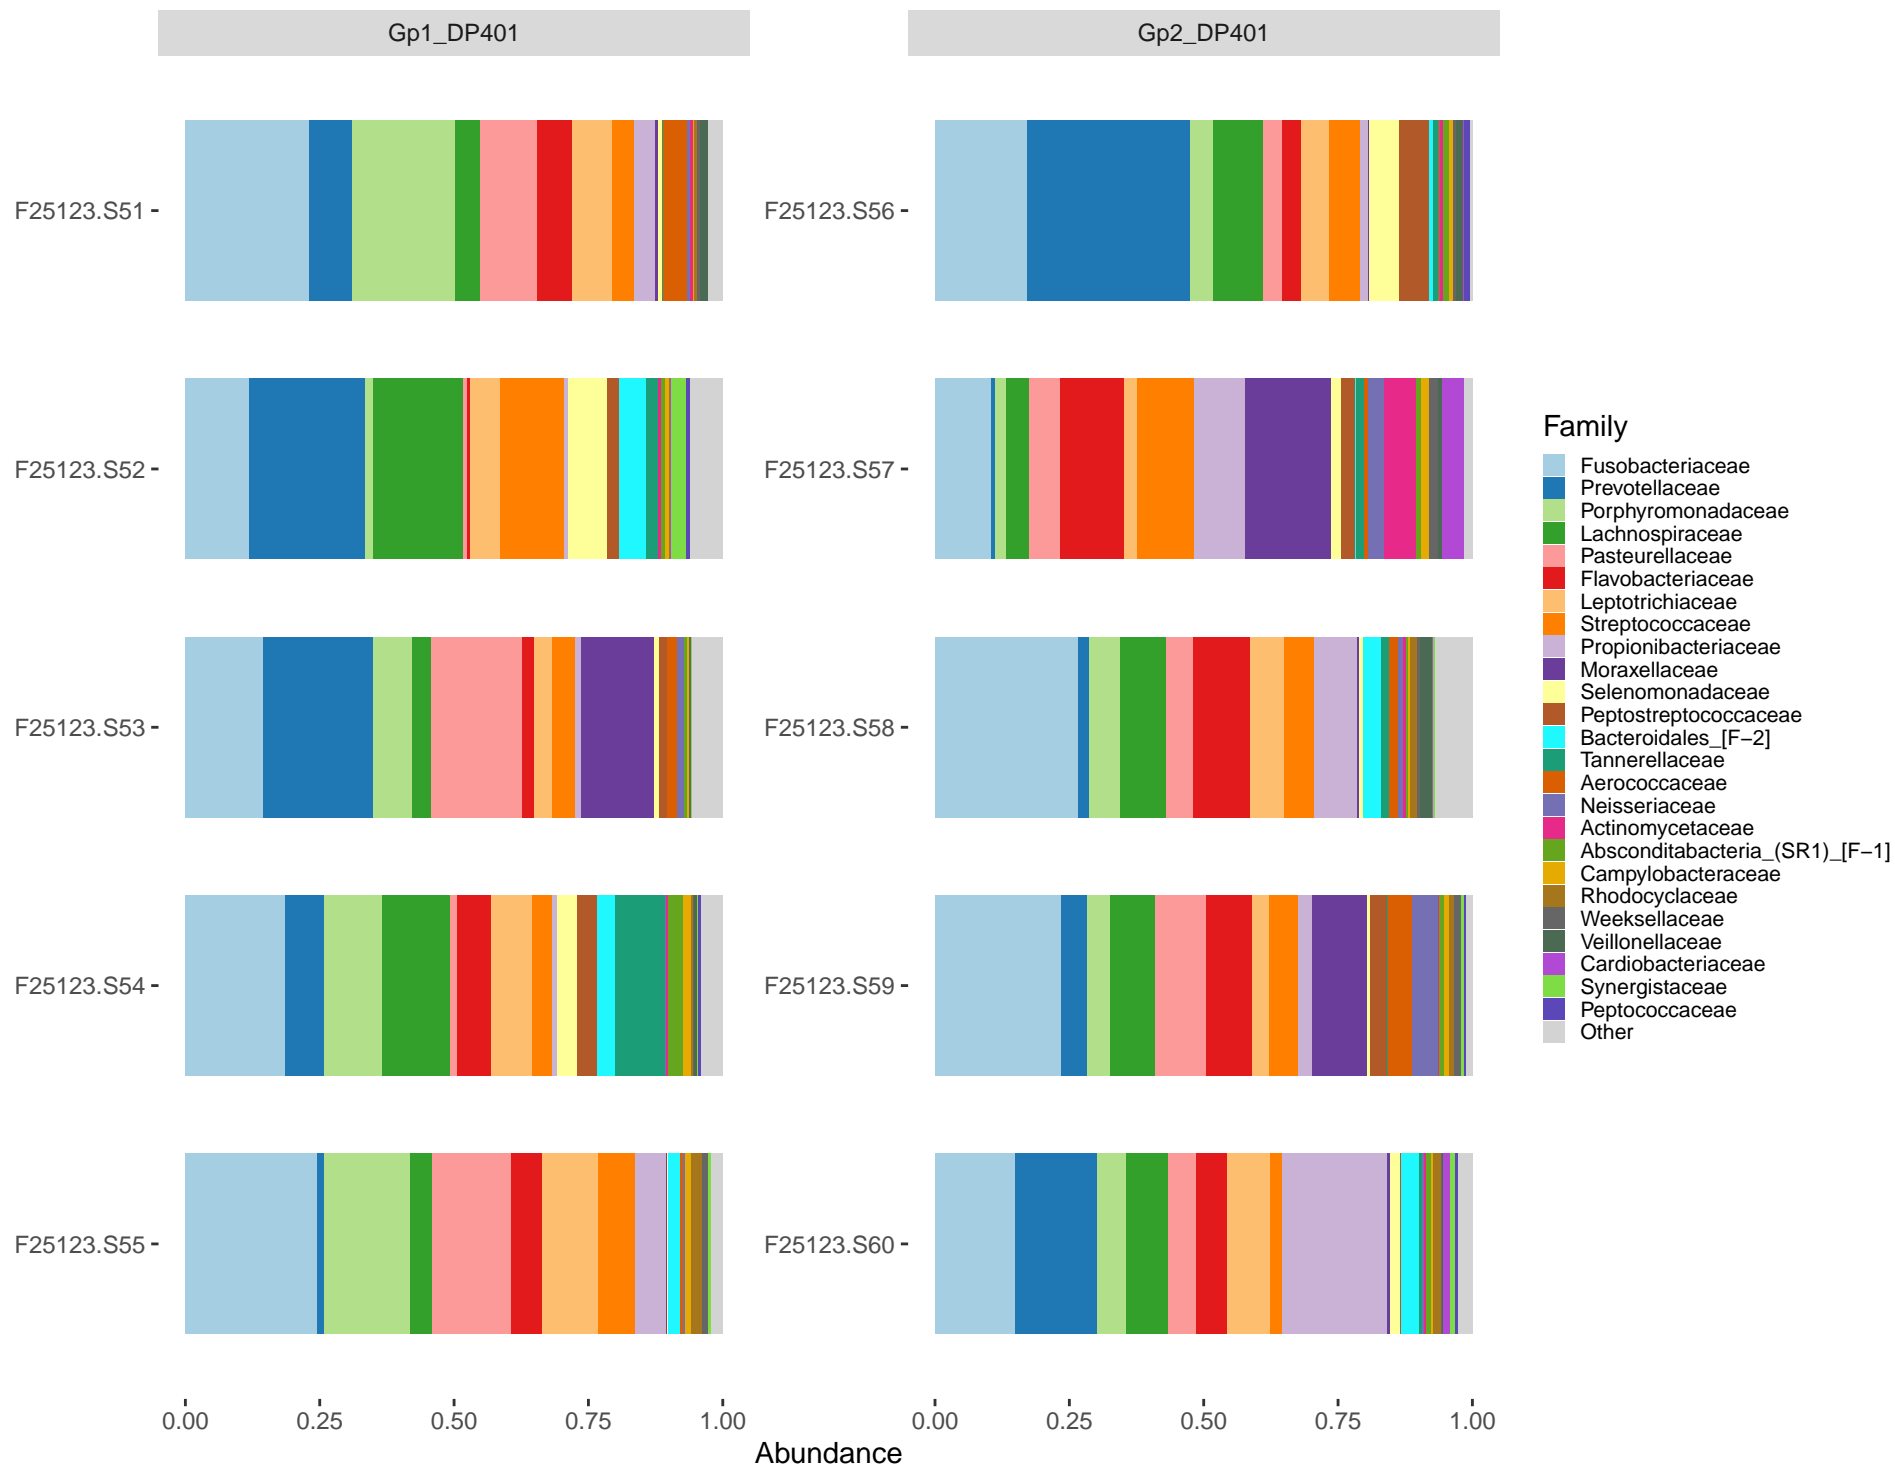 Gp1_DP401
Gp2_DP401
F25123.S51
F25123.S56
F25123.S52
F25123.S57
F25123.S53
F25123.S58
F25123.S54
F25123.S59
F25123.S55
F25123.S60
0.00 0.25 0.50 0.75 1.00
0.00 0.25 0.50 0.75 1.00
Abundance
Family
Fusobacteriaceae
Prevotellaceae
Porphyromonadaceae
Lachnospiraceae
Pasteurellaceae
Flavobacteriaceae
Leptotrichiaceae
Streptococcaceae
Propionibacteriaceae
Moraxellaceae
Selenomonadaceae
Peptostreptococcaceae
Bacteroidales_[F−2]
Tannerellaceae
Aerococcaceae
Neisseriaceae
Actinomycetaceae
Absconditabacteria_(SR1)_[F−1]
Campylobacteraceae
Rhodocyclaceae
Weeksellaceae
Veillonellaceae
Cardiobacteriaceae
Synergistaceae
Peptococcaceae
Other